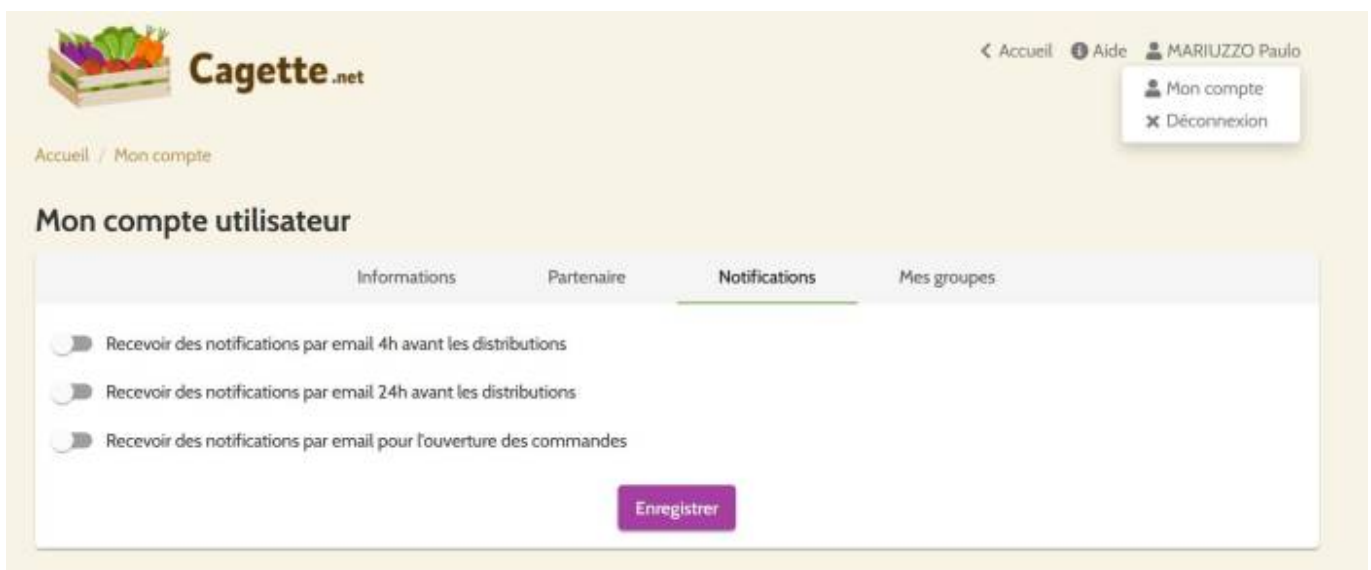 Cagette.net
Accueil Aide MARIUZZO Paulo
Mon compte
Déconnexion
Accueil / Mon compte
Mon compte utilisateur
Informations Partenaire Notifications Mes groupes
Recevoir des notifications par email 4h avant les distributions
Recevoir des notifications par email 24h avant les distributions
Recevoir des notifications par email pour l'ouverture des commandes
Enregistrer